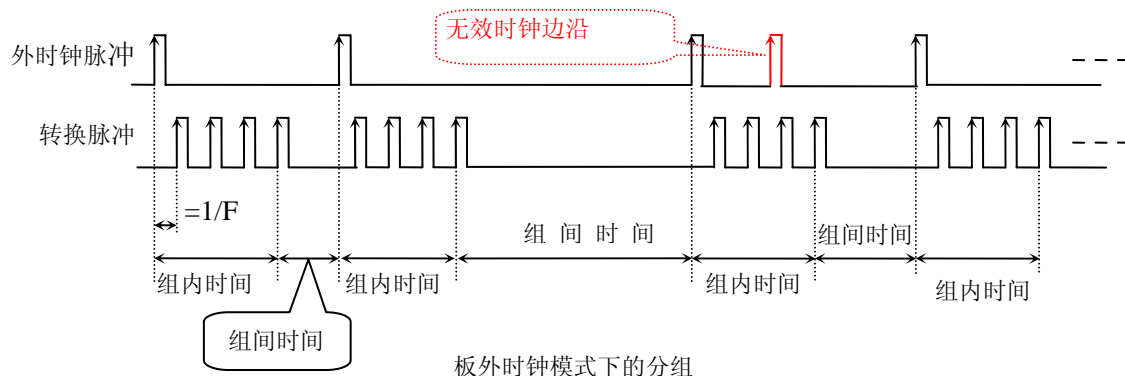 无效时钟边沿
外时钟脉冲
转换脉冲
=1/F
组 间 时 间
组间时间
组内时间
组内时间
组内时间
组内时间
组间时间
板外时钟模式下的分组